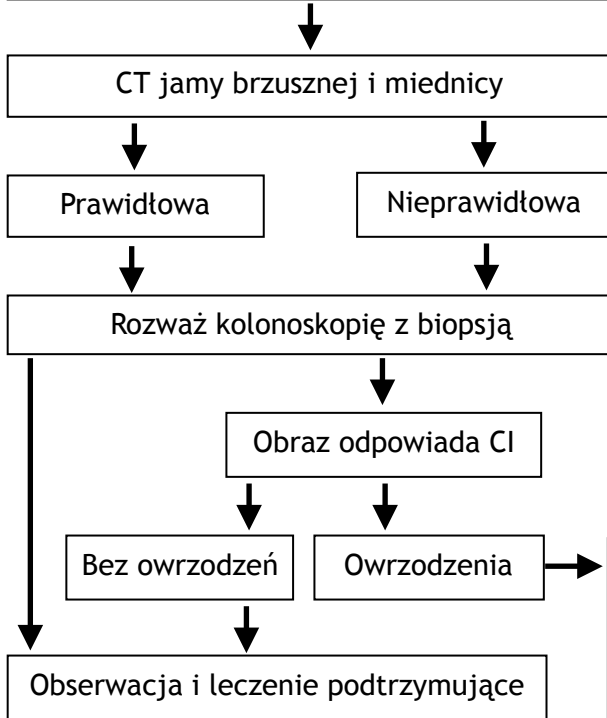 CT jamy brzusznej i miednicy
Prawidłowa
Nieprawidłowa
Rozważ kolonoskopię z biopsją
Obraz odpowiada CI
Bez owrzodzeń
Owrzodzenia
Obserwacja i leczenie podtrzymujące